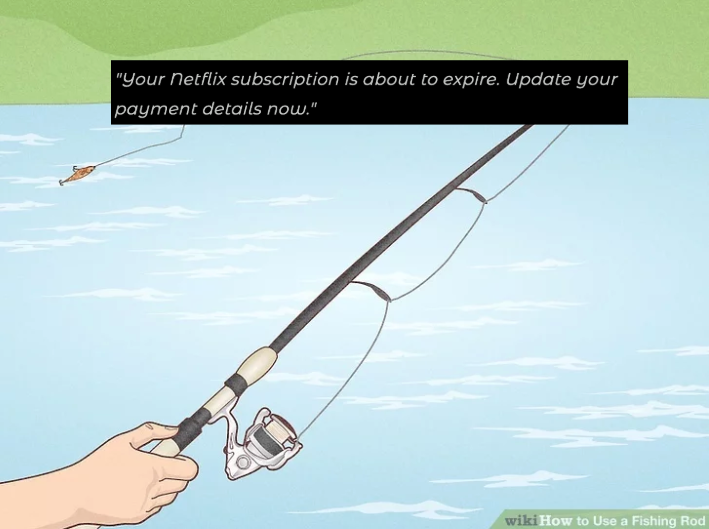 "Your Netflix subscription is about to expire. Update your
payment details now."
wikiHow to Use a Fishing Rod